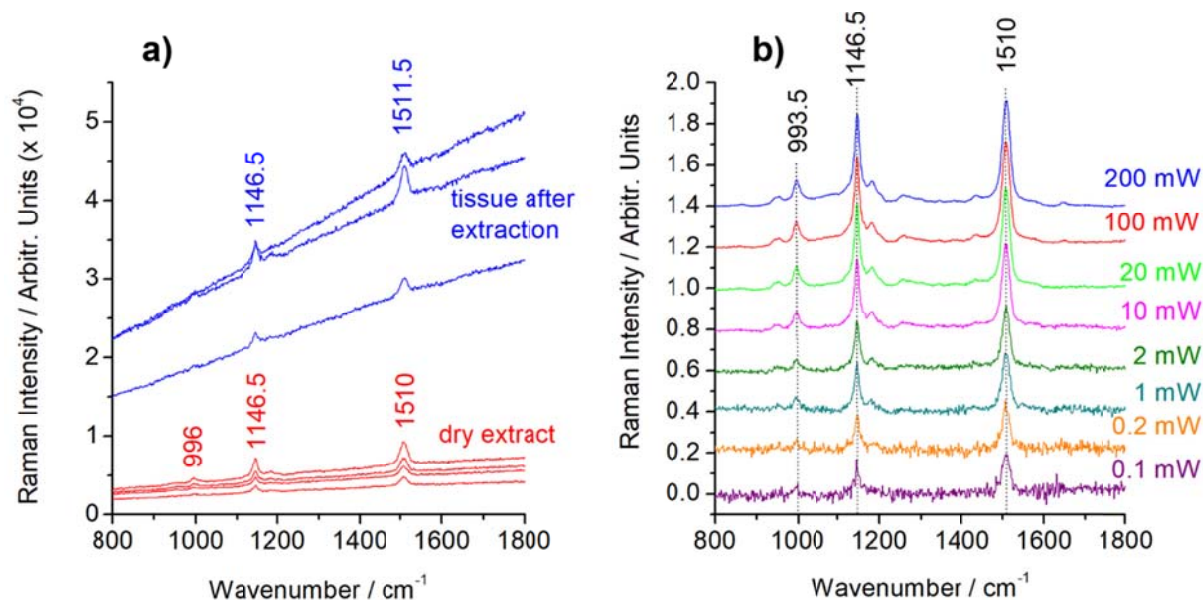 a)
Raman Intensity / Arbitr. Units (x 10⁴)
5
4
3
2
1
0
1146.5
1511.5
tissue after
extraction
996
1146.5
1510
dry extract
800 1000 1200 1400 1600 1800
Wavenumber / cm⁻¹
b)
993.5
1146.5
1510
Raman Intensity / Arbitr. Units
2.0
1.8
1.6
1.4
1.2
1.0
0.8
0.6
0.4
0.2
0.0
200 mW
100 mW
20 mW
10 mW
2 mW
1 mW
0.2 mW
0.1 mW
800 1000 1200 1400 1600 1800
Wavenumber / cm⁻¹